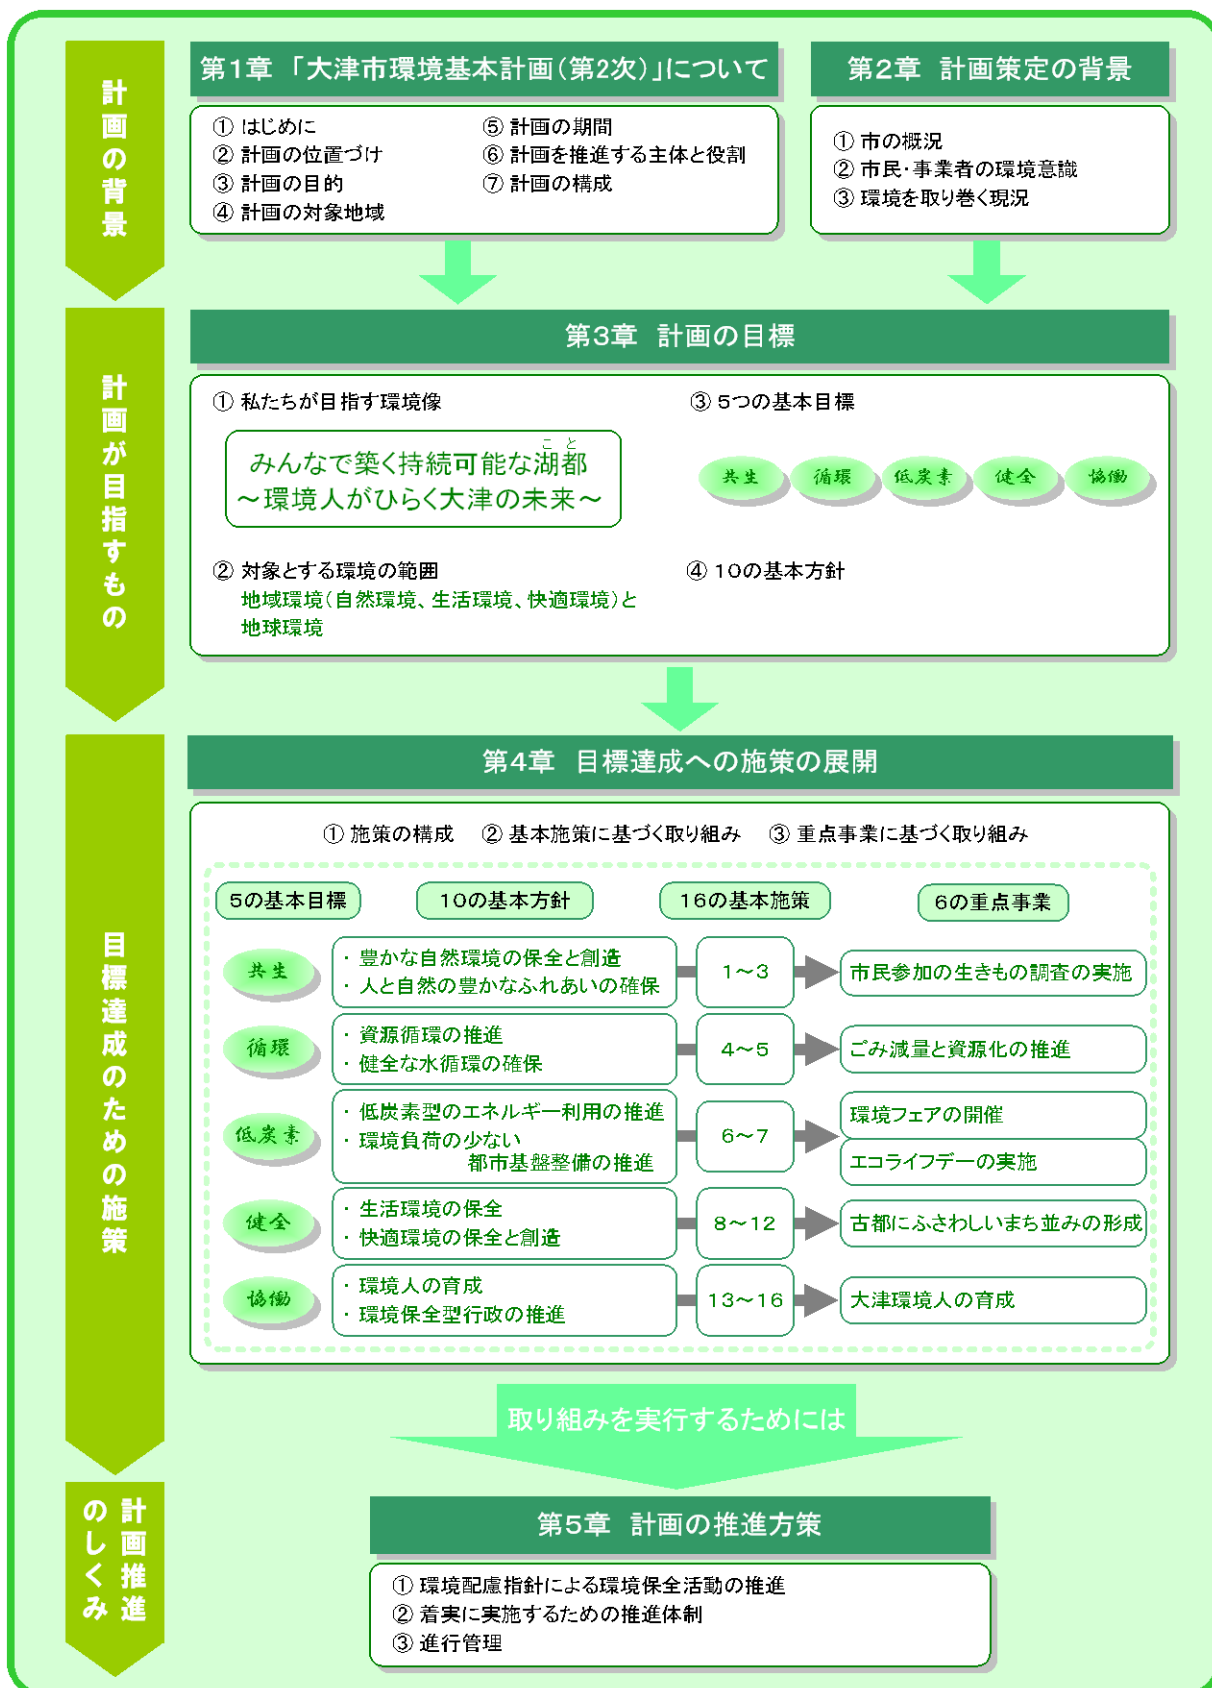 計画の背景
第1章 「大津市環境基本計画(第2次)」について
① はじめに
② 計画の位置づけ
③ 計画の目的
④ 計画の対象地域
⑤ 計画の期間
⑥ 計画を推進する主体と役割
⑦ 計画の構成
第2章 計画策定の背景
① 市の概況
② 市民・事業者の環境意識
③ 環境を取り巻く現況
計画が目指すもの
第3章 計画の目標
① 私たちが目指す環境像
こ と
みんなで築く持続可能な湖都
～環境人がひらく大津の未来～
② 対象とする環境の範囲
地域環境(自然環境、生活環境、快適環境)と
地球環境
③ 5つの基本目標
共生 循環 低炭素 健全 協働
④ 10の基本方針
目標達成のための施策
第4章 目標達成への施策の展開
① 施策の構成 ② 基本施策に基づく取り組み ③ 重点事業に基づく取り組み
5の基本目標 10の基本方針 16の基本施策 6の重点事業
共生
・ 豊かな自然環境の保全と創造
・ 人と自然の豊かなふれあいの確保
1～3
市民参加の生きもの調査の実施
循環
・ 資源循環の推進
・ 健全な水循環の確保
4～5
ごみ減量と資源化の推進
低炭素
・ 低炭素型のエネルギー利用の推進
・ 環境負荷の少ない
都市基盤整備の推進
6～7
環境フェアの開催
エコライフデーの実施
健全
・ 生活環境の保全
・ 快適環境の保全と創造
8～12
古都にふさわしいまち並みの形成
協働
・ 環境人の育成
・ 環境保全型行政の推進
13～16
大津環境人の育成
取り組みを実行するためには
計画推進
のしくみ
第5章 計画の推進方策
① 環境配慮指針による環境保全活動の推進
② 着実に実施するための推進体制
③ 進行管理